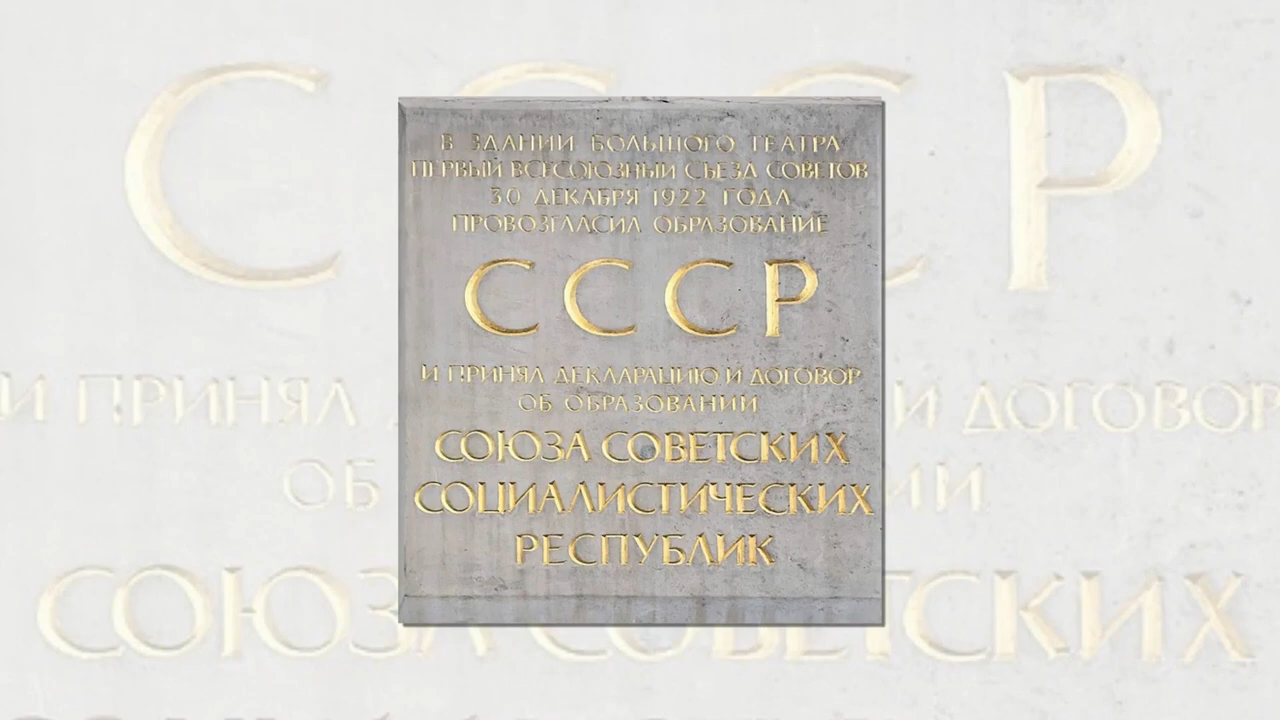 В ЗДАНИИ БОЛЬШОГО ТЕАТРА
ПЕРВЫЙ ВСЕСОЮЗНЫЙ СЪЕЗД СОВЕТОВ
30 ДЕКАБРЯ 1922 ГОДА
ПРОВОЗГЛАСИЛ ОБРАЗОВАНИЕ
СССР
И ПРИНЯЛ ДЕКЛАРАЦИЮ И ДОГОВОР
ОБ ОБРАЗОВАНИИ
СОЮЗА СОВЕТСКИХ
СОЦИАЛИСТИЧЕСКИХ
РЕСПУБЛИК